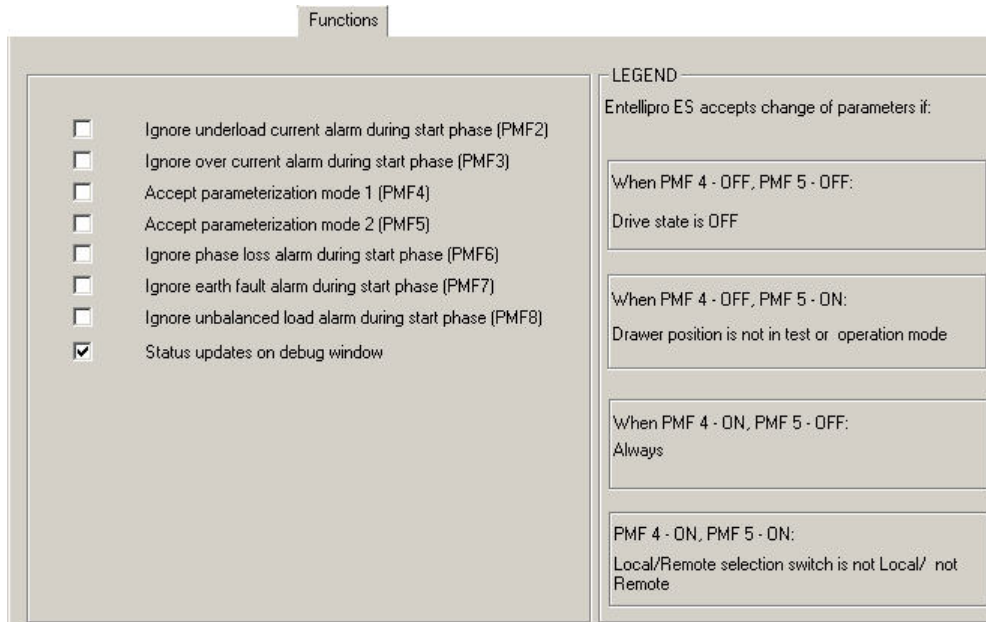 Functions
Ignore underload current alarm during start phase (PMF2)
Ignore over current alarm during start phase (PMF3)
Accept parameterization mode 1 (PMF4)
Accept parameterization mode 2 (PMF5)
Ignore phase loss alarm during start phase (PMF6)
Ignore earth fault alarm during start phase (PMF7)
Ignore unbalanced load alarm during start phase (PMF8)
Status updates on debug window
LEGEND
Entellipro ES accepts change of parameters if:
When PMF 4 - OFF, PMF 5 - OFF:
Drive state is OFF
When PMF 4 - OFF, PMF 5 - ON:
Drawer position is not in test or operation mode
When PMF 4 - ON, PMF 5 - OFF:
Always
PMF 4 - ON, PMF 5 - ON:
Local/Remote selection switch is not Local/ not
Remote